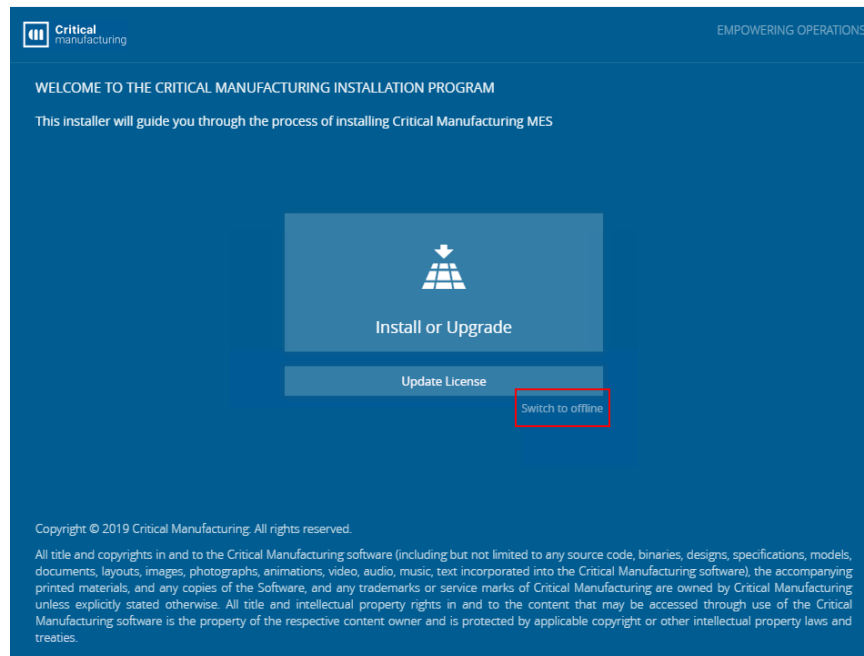 Critical
manufacturing
EMPOWERING OPERATIONS
WELCOME TO THE CRITICAL MANUFACTURING INSTALLATION PROGRAM
This installer will guide you through the process of installing Critical Manufacturing MES
Install or Upgrade
Update License
Switch to offline
Copyright © 2019 Critical Manufacturing. All rights reserved.
All title and copyrights in and to the Critical Manufacturing software (including but not limited to any source code, binaries, designs, specifications, models,
documents, layouts, images, photographs, animations, video, audio, music, text incorporated into the Critical Manufacturing software), the accompanying
printed materials, and any copies of the Software, and any trademarks or service marks of Critical Manufacturing are owned by Critical Manufacturing
unless explicitly stated otherwise. All title and intellectual property rights in and to the content that may be accessed through use of the Critical
Manufacturing software is the property of the respective content owner and is protected by applicable copyright or other intellectual property laws and
treaties.